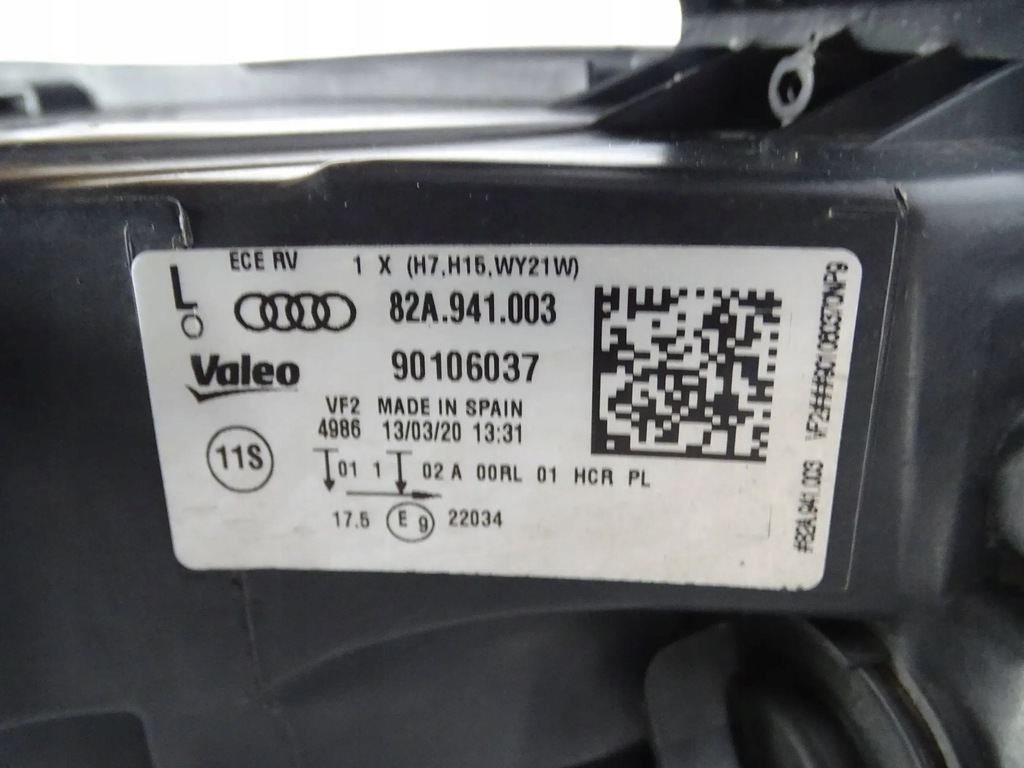 ECE RV 1 X (H7,H15,WY21W)
L
82A.941.003
Valeo 90106037
VF2 MADE IN SPAIN
4986 13/03/20 13:31
11S
01 1 02 A 00RL 01 HCR PL
17.5 E9 22034
#82A.941.003